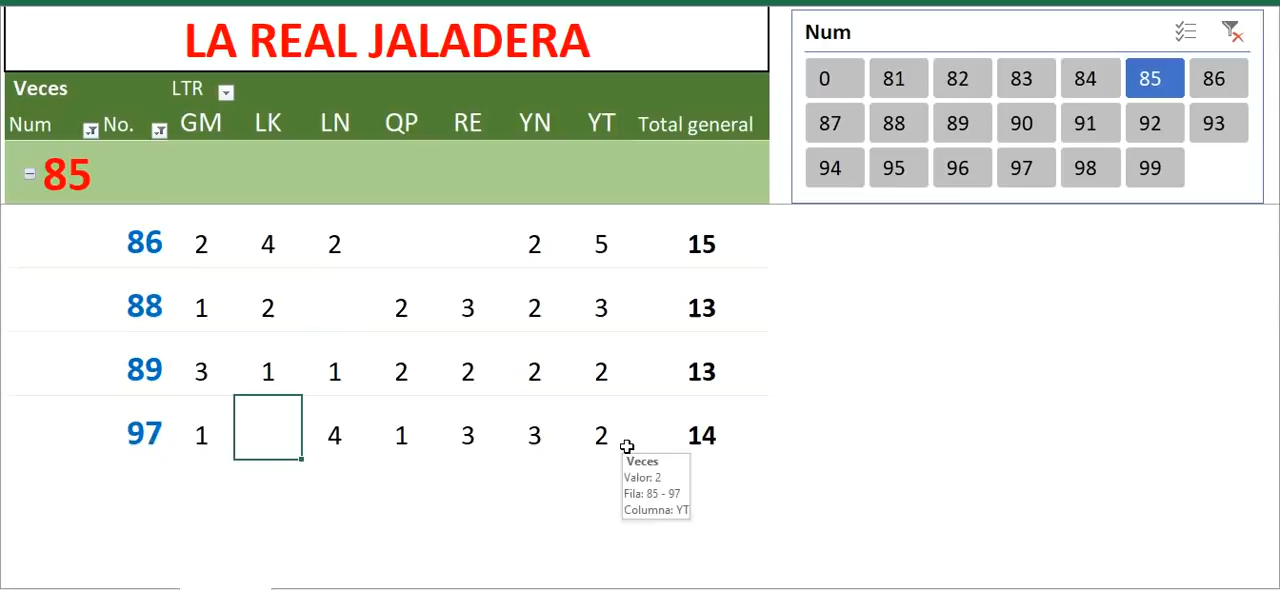 LA REAL JALADERA
Veces LTR
Num No. GM LK LN QP RE YN YT Total general
85
86 2 4 2 2 5 15
88 1 2 2 3 2 3 13
89 3 1 1 2 2 2 2 13
97 1 4 1 3 3 2 14
Veces
Valor: 2
Fila: 85 - 97
Columna: YT
Num
0 81 82 83 84 85 86
87 88 89 90 91 92 93
94 95 96 97 98 99